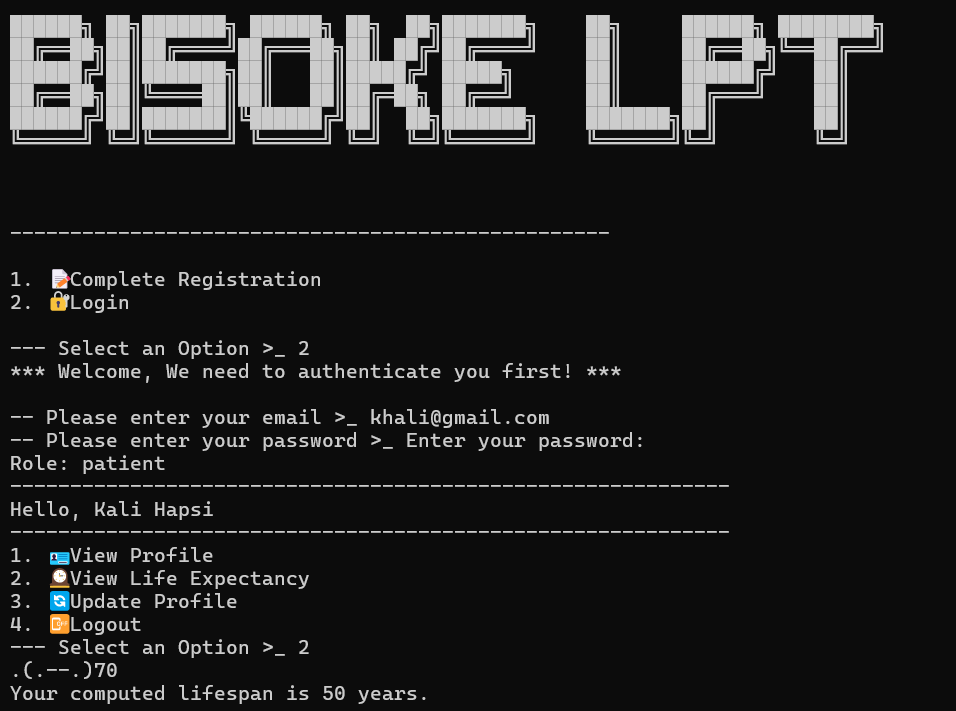 BISOKE LPT
--------------------------------------------------
1. 📝Complete Registration
2. 🔐Login
--- Select an Option >_ 2
*** Welcome, We need to authenticate you first! ***
-- Please enter your email >_ khali@gmail.com
-- Please enter your password >_ Enter your password:
Role: patient
------------------------------------------------------------
Hello, Kali Hapsi
------------------------------------------------------------
1. 🪪View Profile
2. 🕰View Life Expectancy
3. 🔄Update Profile
4. 📴Logout
--- Select an Option >_ 2
.(.--.)70
Your computed lifespan is 50 years.